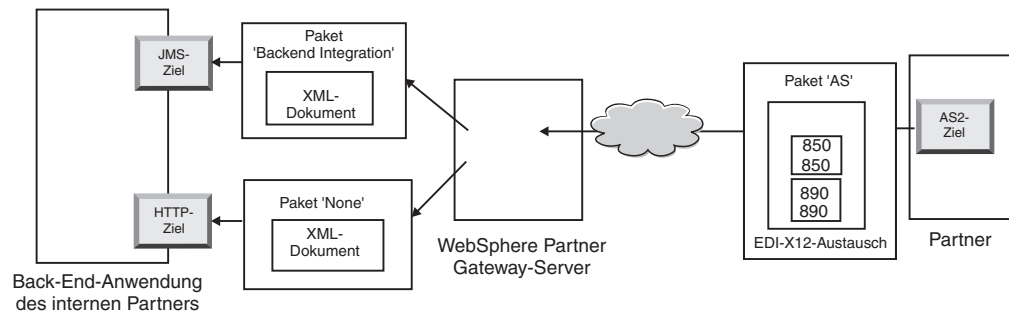 JMS-
Ziel
Paket
'Backend Integration'
XML-
Dokument
HTTP-
Ziel
Paket 'None'
XML-
Dokument
Back-End-Anwendung
des internen Partners
WebSphere Partner
Gateway-Server
Paket 'AS'
850
850
890
890
EDI-X12-Austausch
AS2-
Ziel
Partner